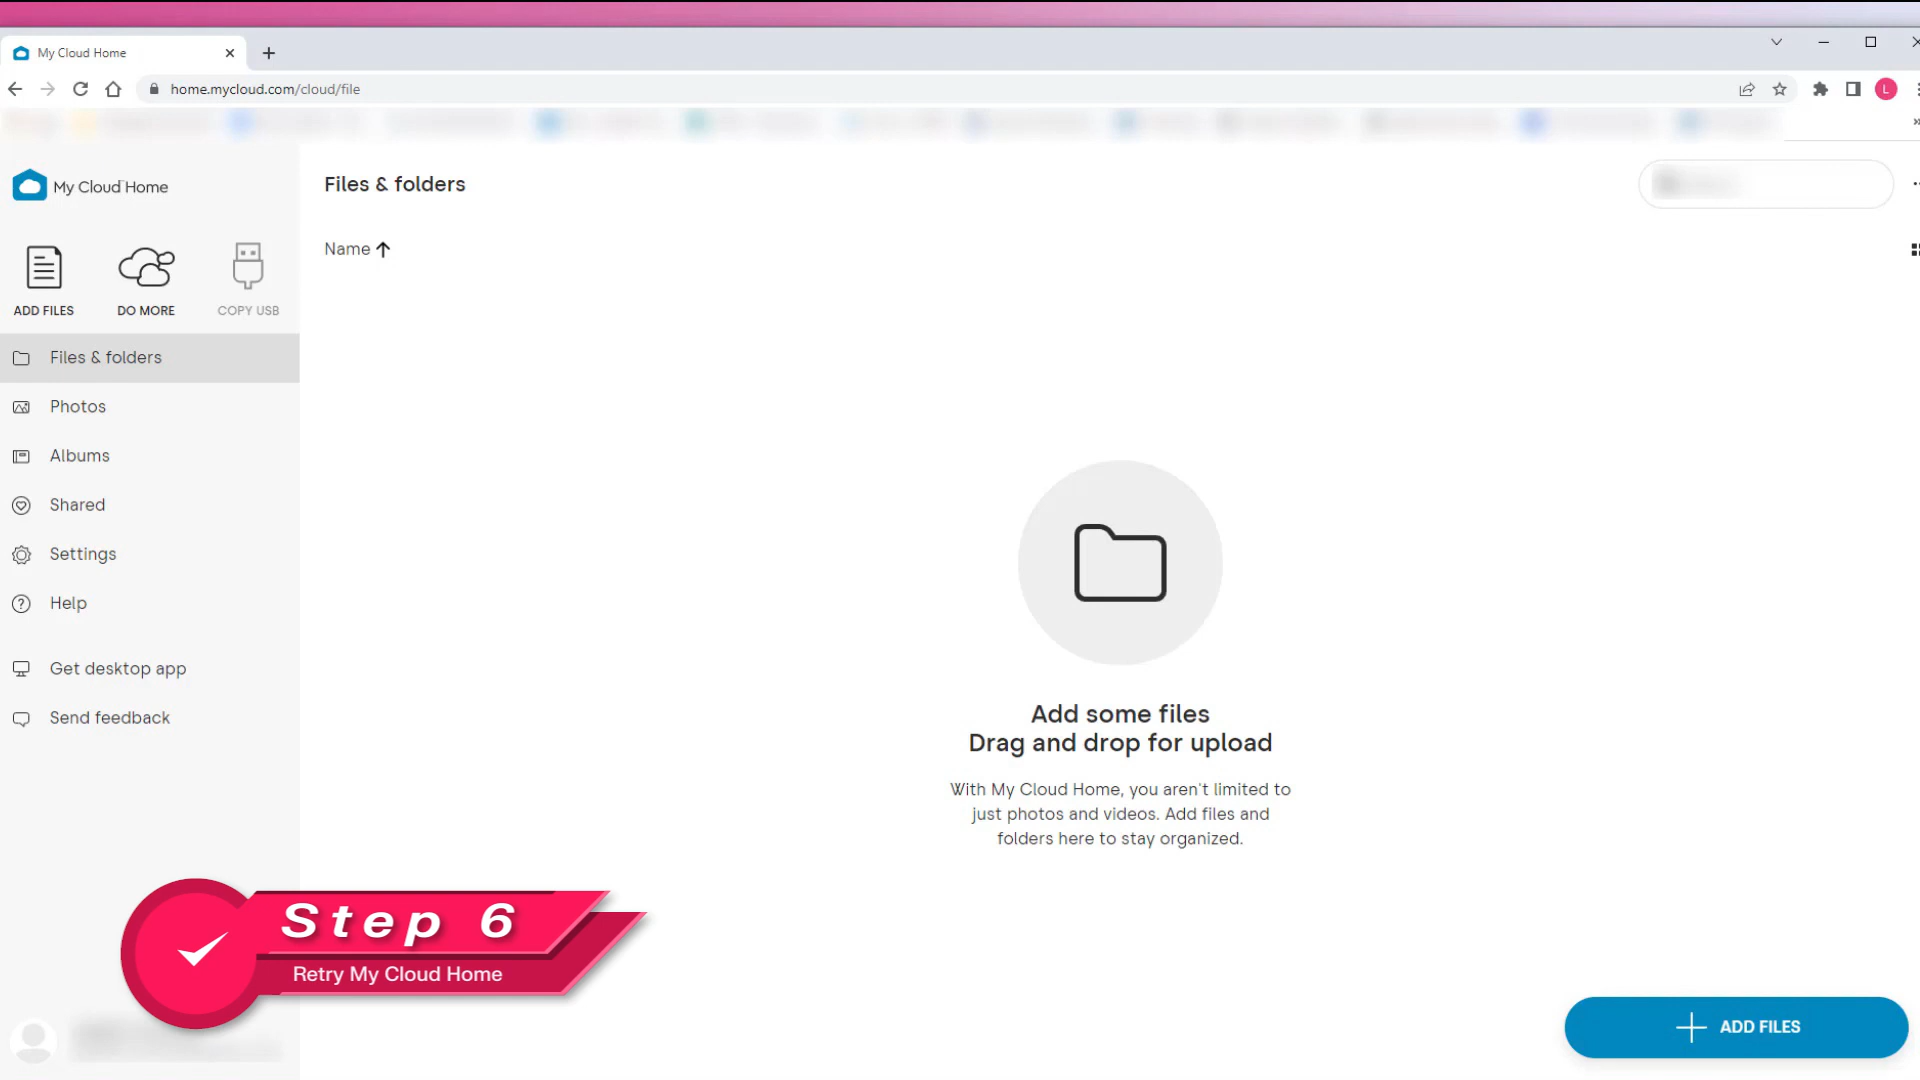 My Cloud Home
home.mycloud.com/cloud/file
L
My Cloud Home
Files & folders
Name
ADD FILES
DO MORE
COPY USB
Files & folders
Photos
Albums
Shared
Settings
Help
Get desktop app
Send feedback
Add some files
Drag and drop for upload
With My Cloud Home, you aren't limited to
just photos and videos. Add files and
folders here to stay organized.
Step 6
Retry My Cloud Home
ADD FILES